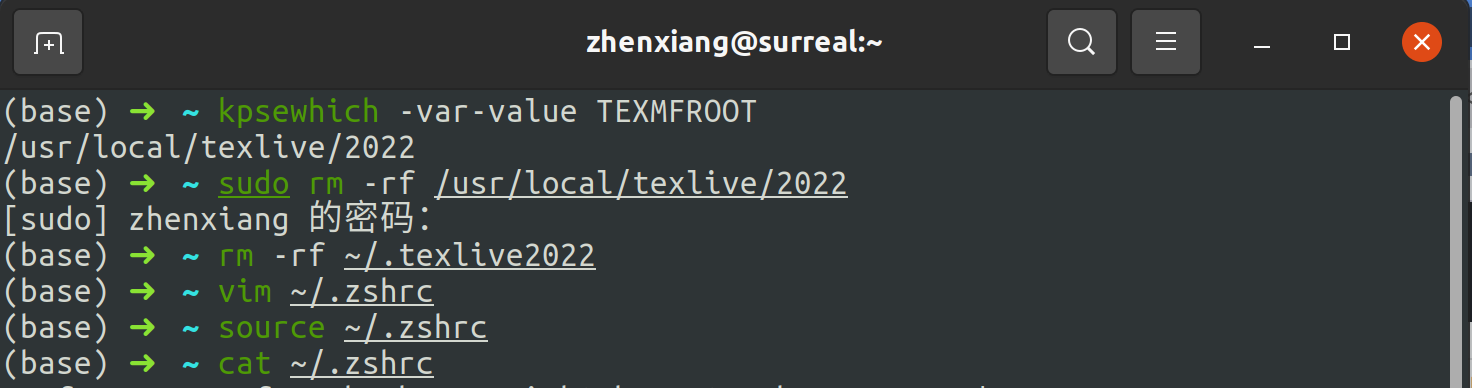 zhenxiang@surreal:~
(base) ➜ ~ kpsewhich -var-value TEXMFROOT
/usr/local/texlive/2022
(base) ➜ ~ sudo rm -rf /usr/local/texlive/2022
[sudo] zhenxiang 的密码：
(base) ➜ ~ rm -rf ~/.texlive2022
(base) ➜ ~ vim ~/.zshrc
(base) ➜ ~ source ~/.zshrc
(base) ➜ ~ cat ~/.zshrc